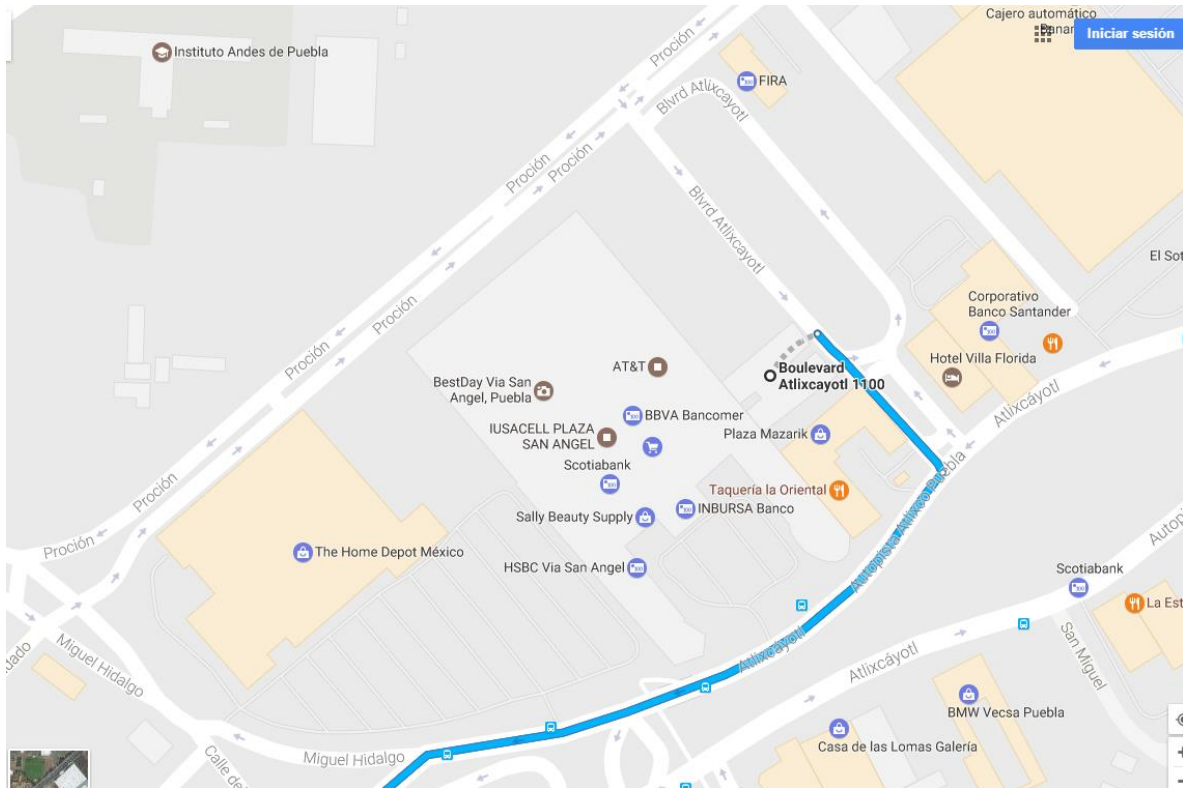 Cajero automático
Banar
Iniciar sesión
Instituto Andes de Puebla
Proción
FIRA
Blvrd Atlixcayotl
Proción
Proción
Blvrd Atlixcayotl
El Sot
Corporativo
Banco Santander
Proción
Hotel Villa Florida
AT&T
Boulevard
Atlixcayotl 1100
BestDay Via San
Angel, Puebla
Atlixcáyotl
BBVA Bancomer
IUSACELL PLAZA
SAN ANGEL
Plaza Mazarik
Scotiabank
Proción
Taquería la Oriental
INBURSA Banco
Sally Beauty Supply
Autopista Atlixco Puebla
Autopi
Proción
The Home Depot México
HSBC Via San Angel
Scotiabank
La Est
Atlixcáyotl
San Miguel
Atlixcáyotl
Miguel Hidalgo
BMW Vecsa Puebla
Casa de las Lomas Galería
Miguel Hidalgo
Calle de